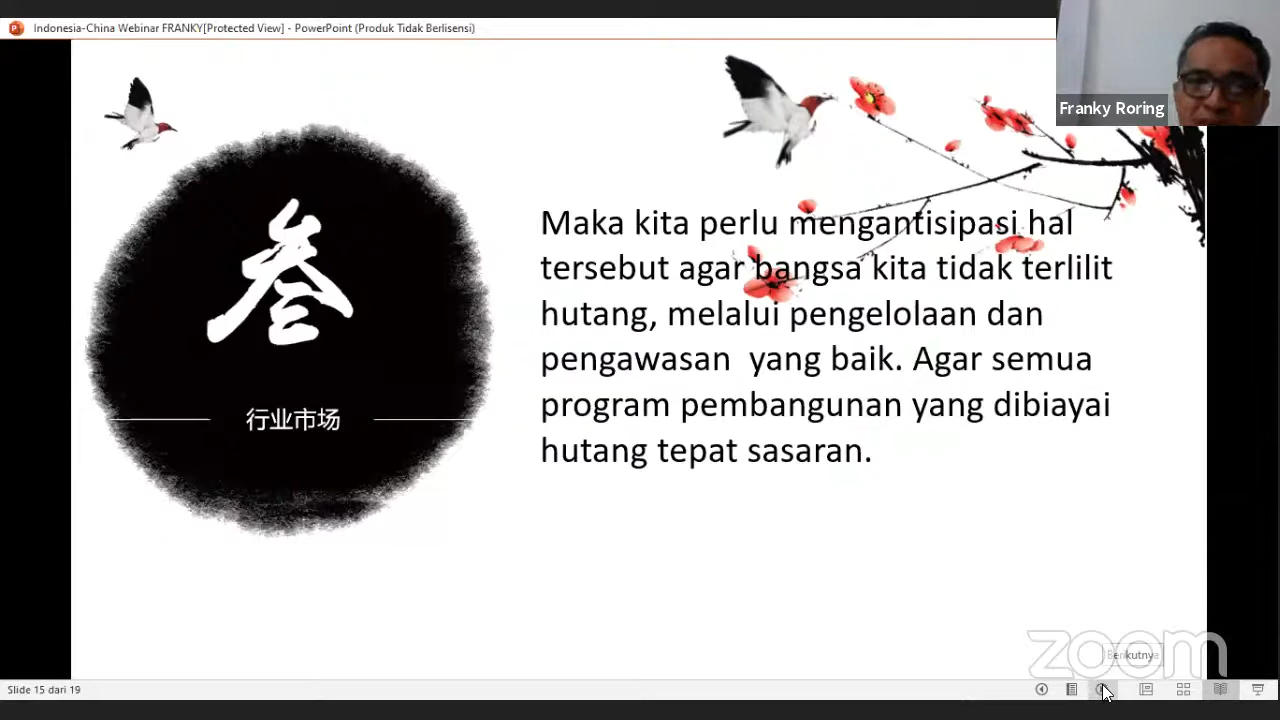 Indonesia-China Webinar FRANKY[Protected View] - PowerPoint (Produk Tidak Berlisensi)
Franky Roring
叁
行业市场
Maka kita perlu mengantisipasi hal
tersebut agar bangsa kita tidak terlilit
hutang, melalui pengelolaan dan
pengawasan  yang baik. Agar semua
program pembangunan yang dibiayai
hutang tepat sasaran.
zoom
Berikutnya
Slide 15 dari 19